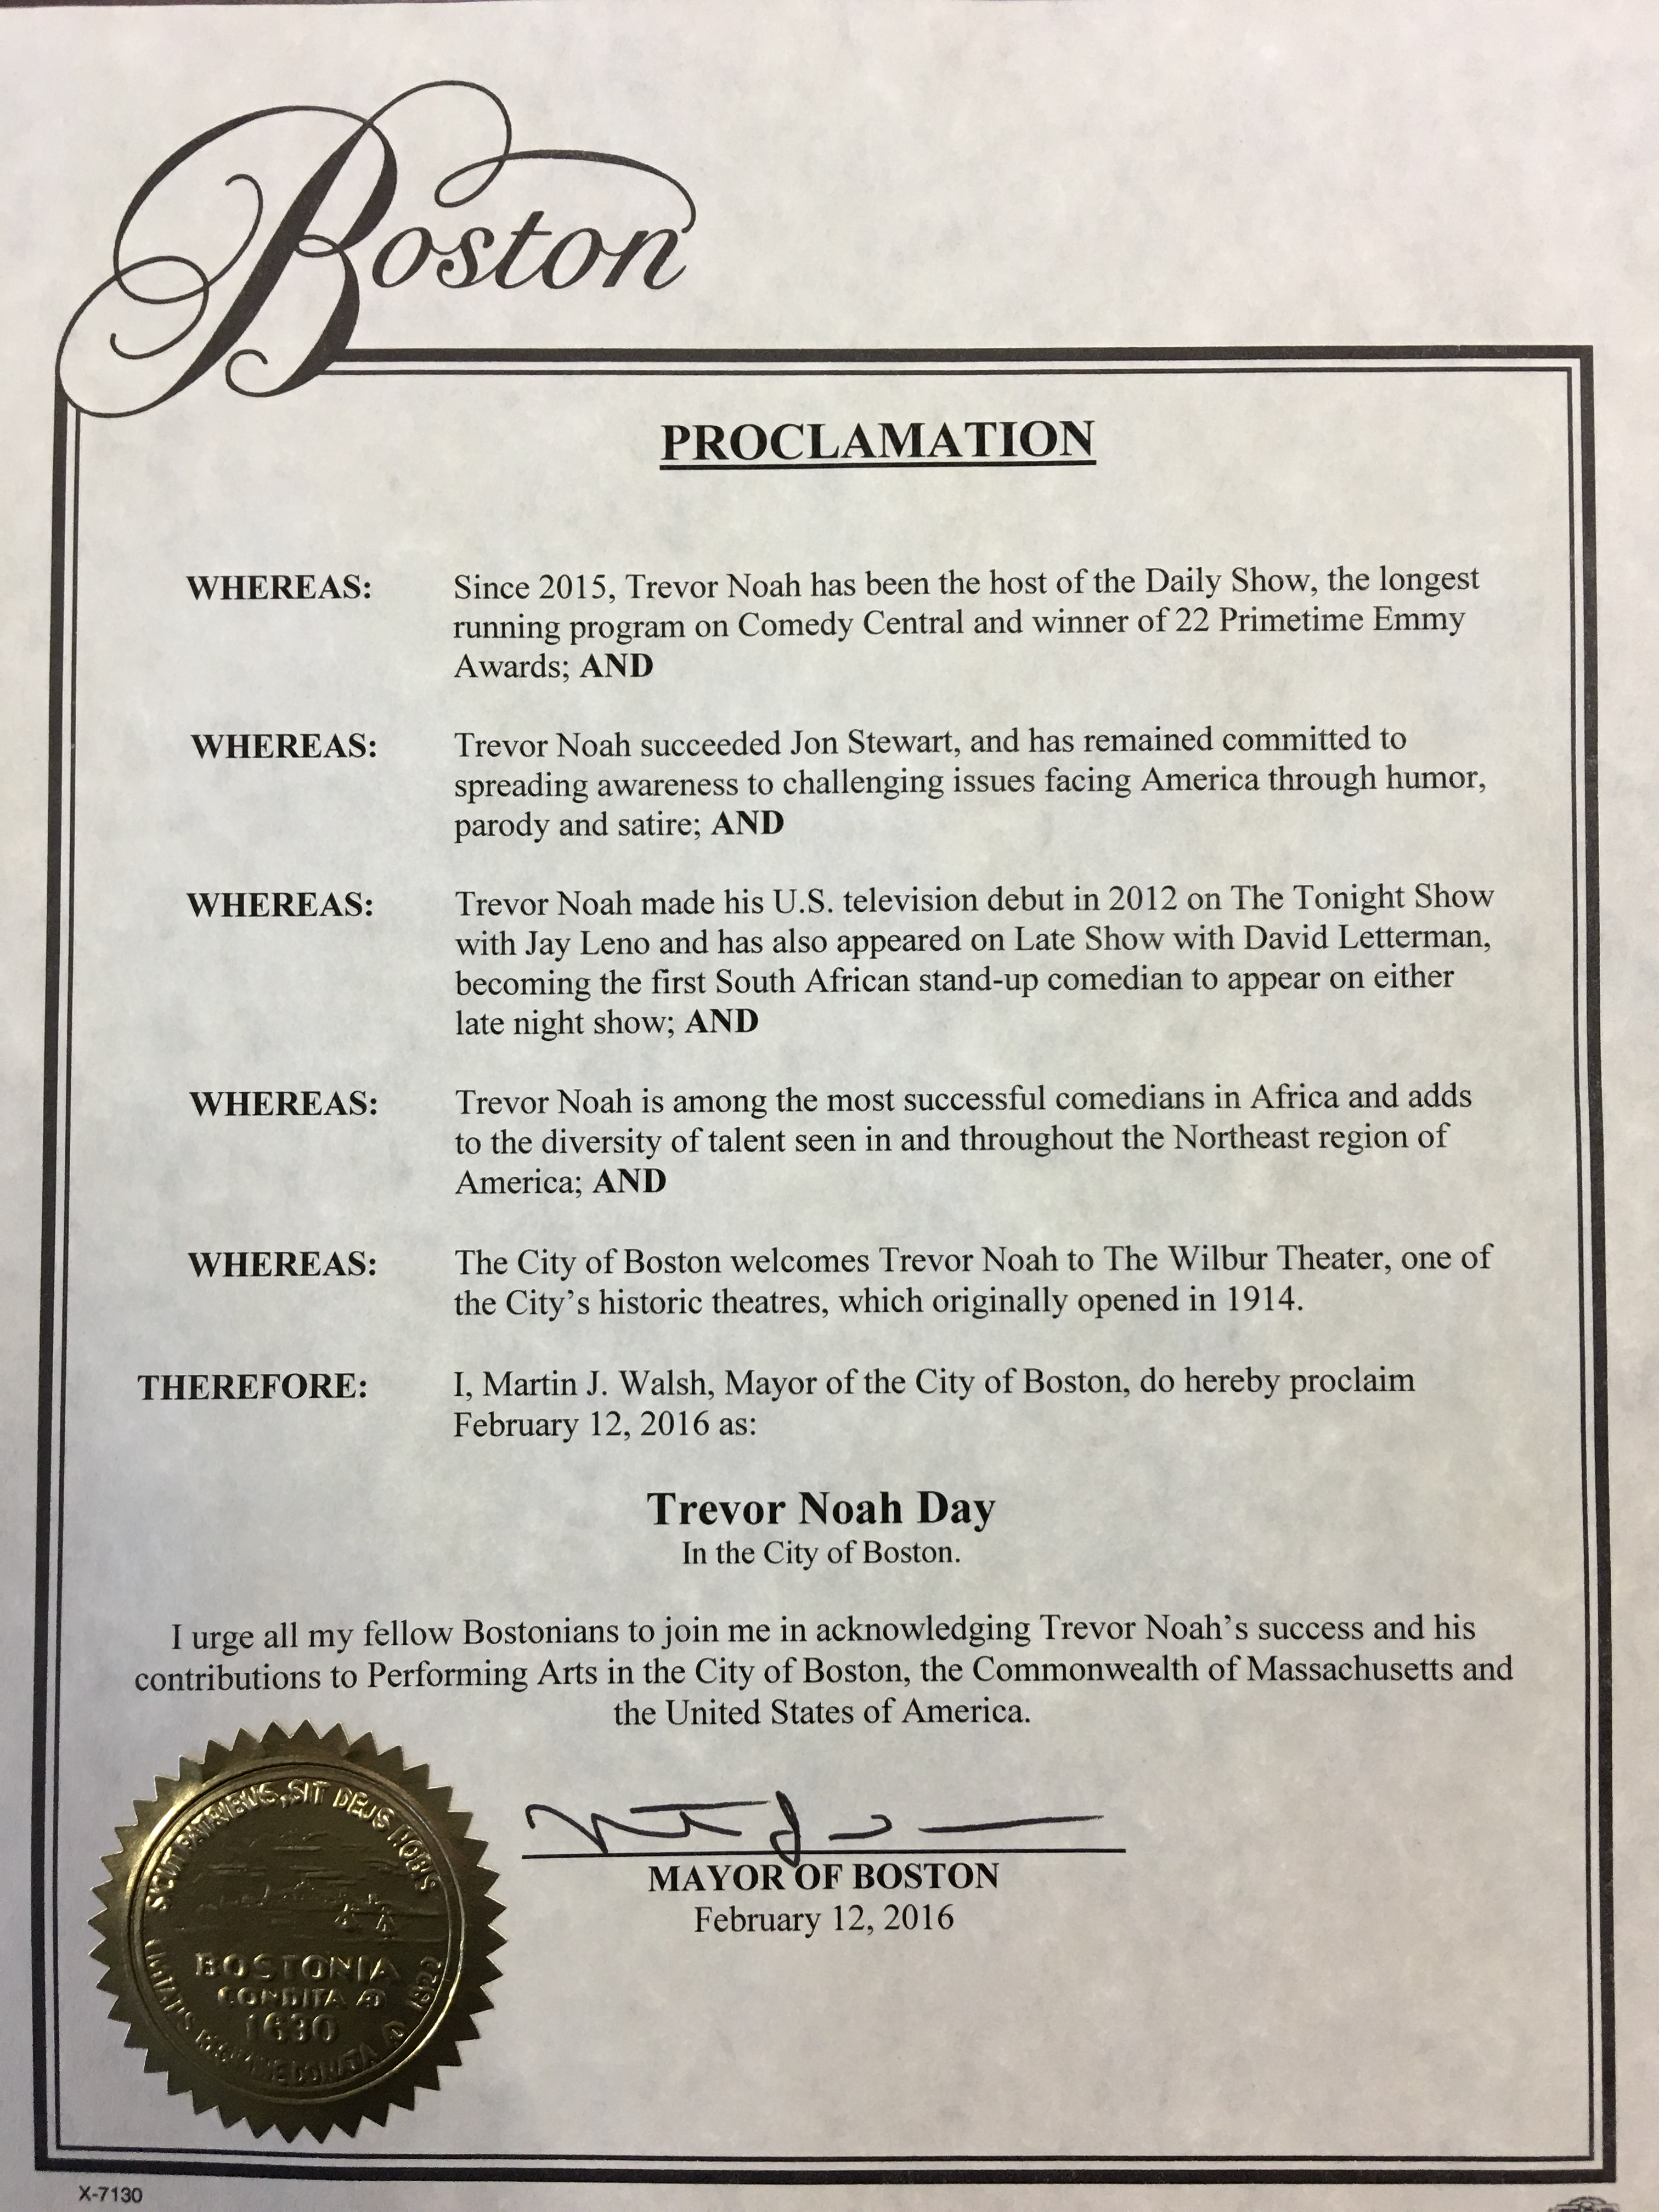 Boston
PROCLAMATION
WHEREAS: Since 2015, Trevor Noah has been the host of the Daily Show, the longest
running program on Comedy Central and winner of 22 Primetime Emmy
Awards; AND
WHEREAS: Trevor Noah succeeded Jon Stewart, and has remained committed to
spreading awareness to challenging issues facing America through humor,
parody and satire; AND
WHEREAS: Trevor Noah made his U.S. television debut in 2012 on The Tonight Show
with Jay Leno and has also appeared on Late Show with David Letterman,
becoming the first South African stand-up comedian to appear on either
late night show; AND
WHEREAS: Trevor Noah is among the most successful comedians in Africa and adds
to the diversity of talent seen in and throughout the Northeast region of
America; AND
WHEREAS: The City of Boston welcomes Trevor Noah to The Wilbur Theater, one of
the City's historic theatres, which originally opened in 1914.
THEREFORE: I, Martin J. Walsh, Mayor of the City of Boston, do hereby proclaim
February 12, 2016 as:
Trevor Noah Day
In the City of Boston.
I urge all my fellow Bostonians to join me in acknowledging Trevor Noah's success and his
contributions to Performing Arts in the City of Boston, the Commonwealth of Massachusetts and
the United States of America.
MAYOR OF BOSTON
February 12, 2016
SICUT PATRIBUS, SIT DEUS NOBIS
BOSTONIA
CONDITA AD
1630
DONATA AD 1822
X-7130